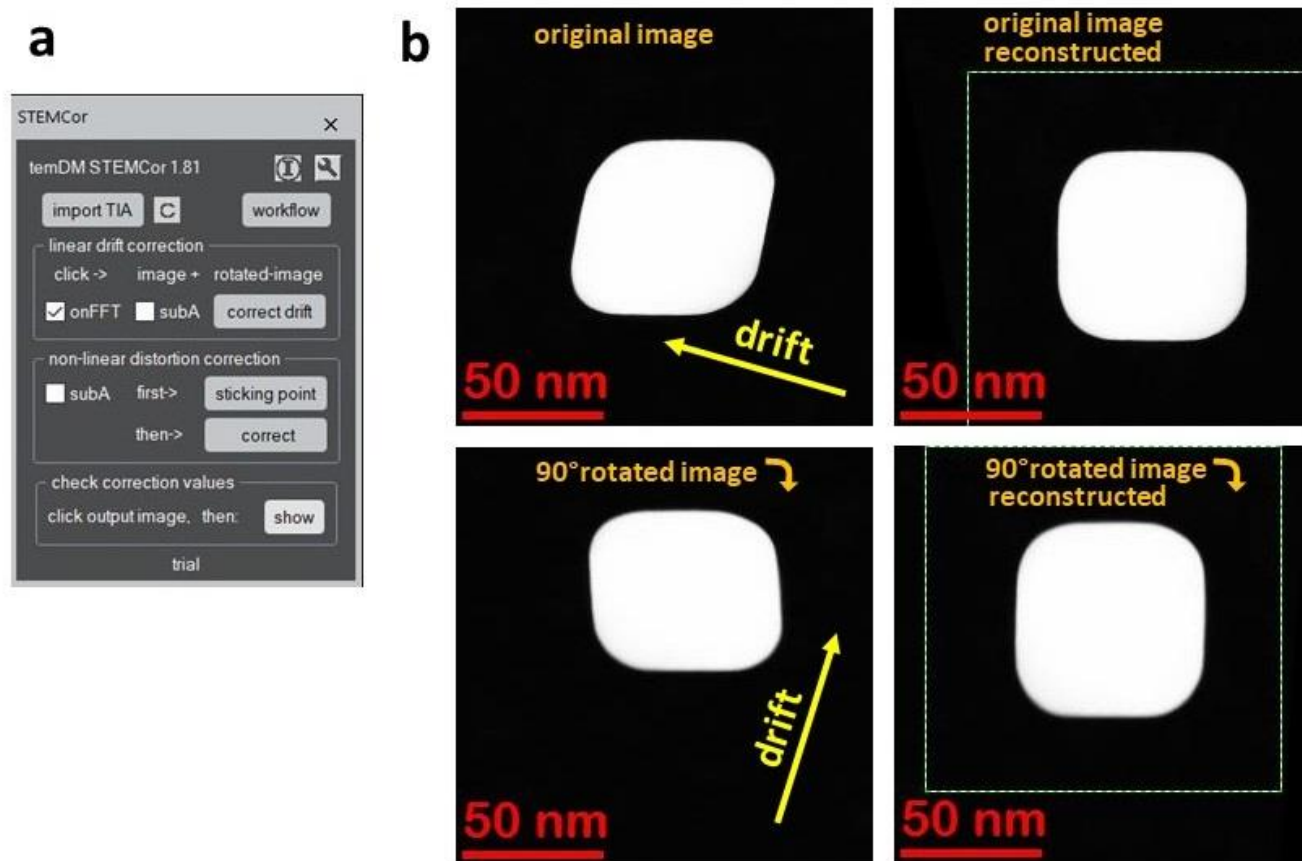 a
STEMCor
temDM STEMCor 1.81
import TIA C workflow
linear drift correction
click -> image + rotated-image
onFFT subA correct drift
non-linear distortion correction
subA first-> sticking point
then-> correct
check correction values
click output image, then: show
trial
b
original image
drift
50 nm
original image
reconstructed
50 nm
90°rotated image
drift
50 nm
90°rotated image
reconstructed
50 nm